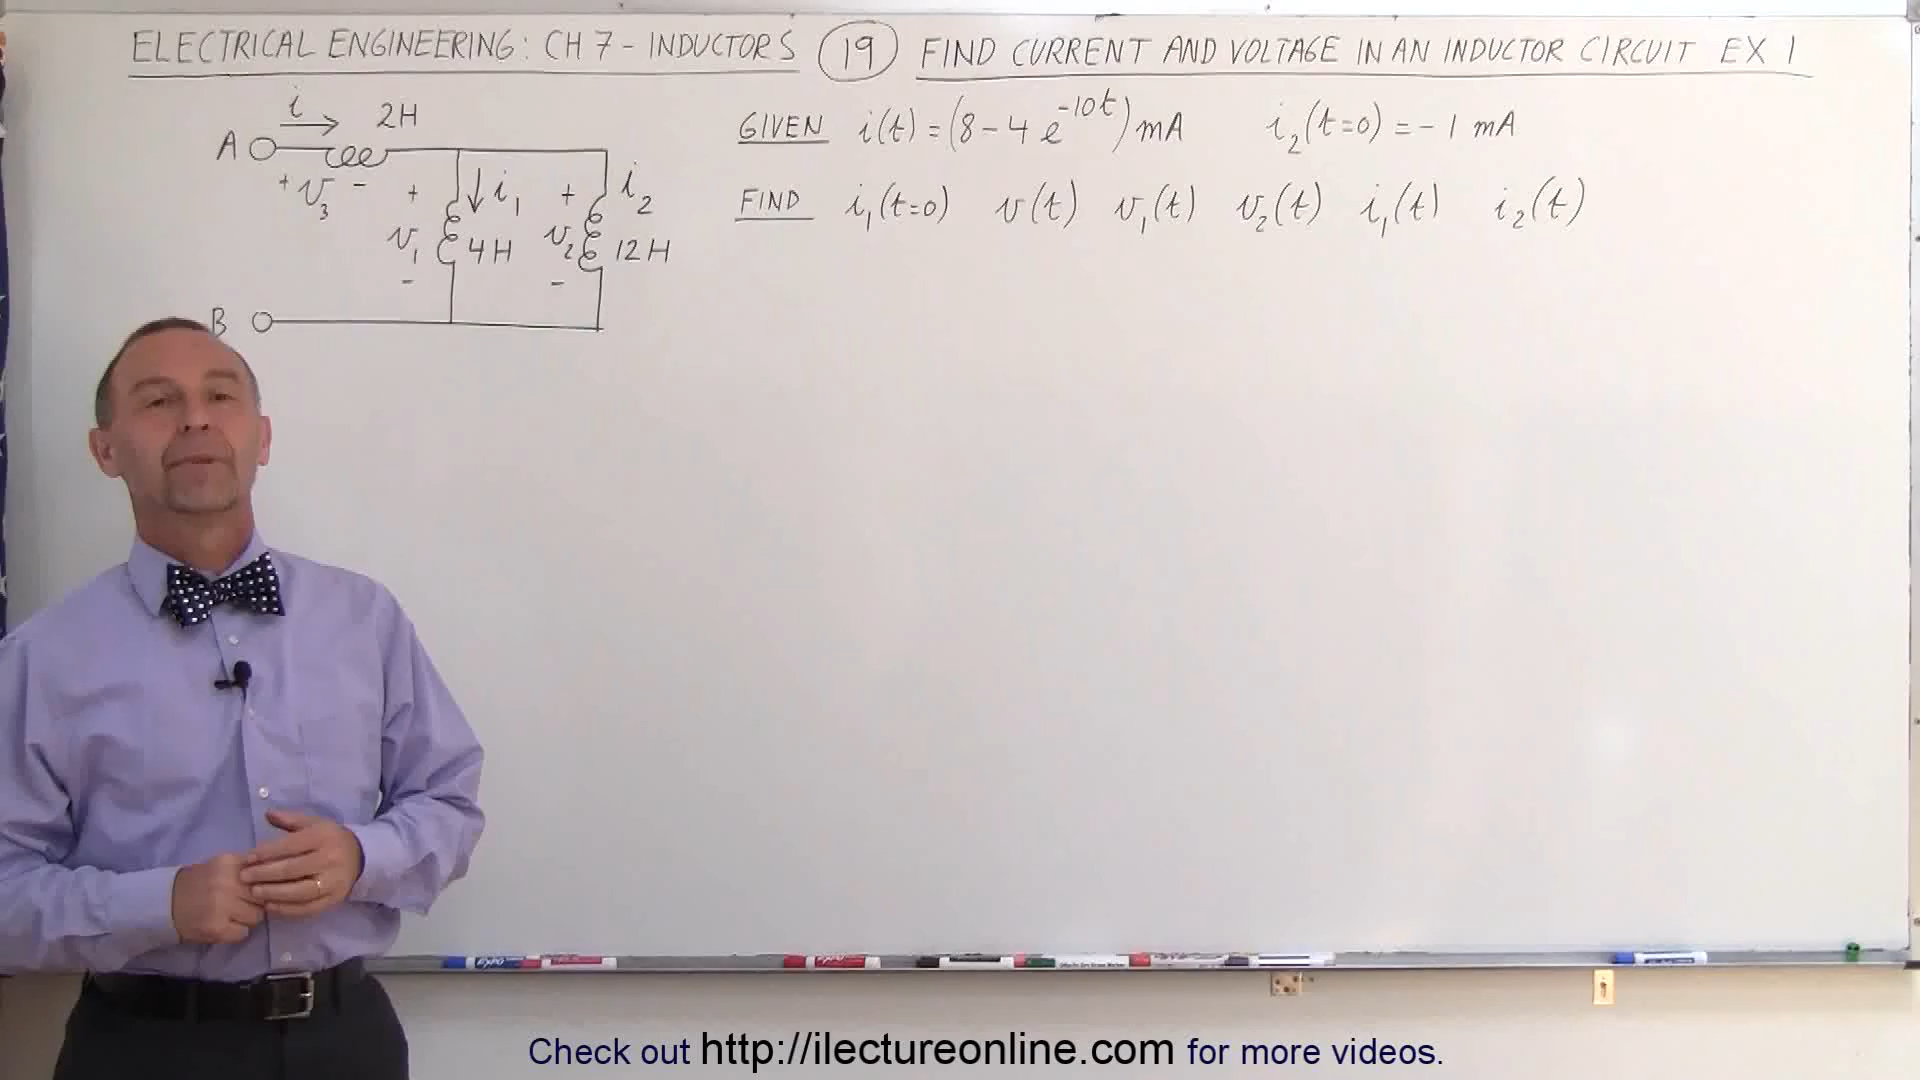 ELECTRICAL ENGINEERING: CH 7 - INDUCTORS 19 FIND CURRENT AND VOLTAGE IN AN INDUCTOR CIRCUIT EX 1
i 2H
A
+ v₃ -
+ v₁ - i₁ 4H
+ v₂ - i₂ 12H
B
GIVEN i(t) = (8 - 4e^-10t) mA i₂(t=0) = -1 mA
FIND i₁(t=0) v(t) v₁(t) v₂(t) i₁(t) i₂(t)
Check out http://ilectureonline.com for more videos.